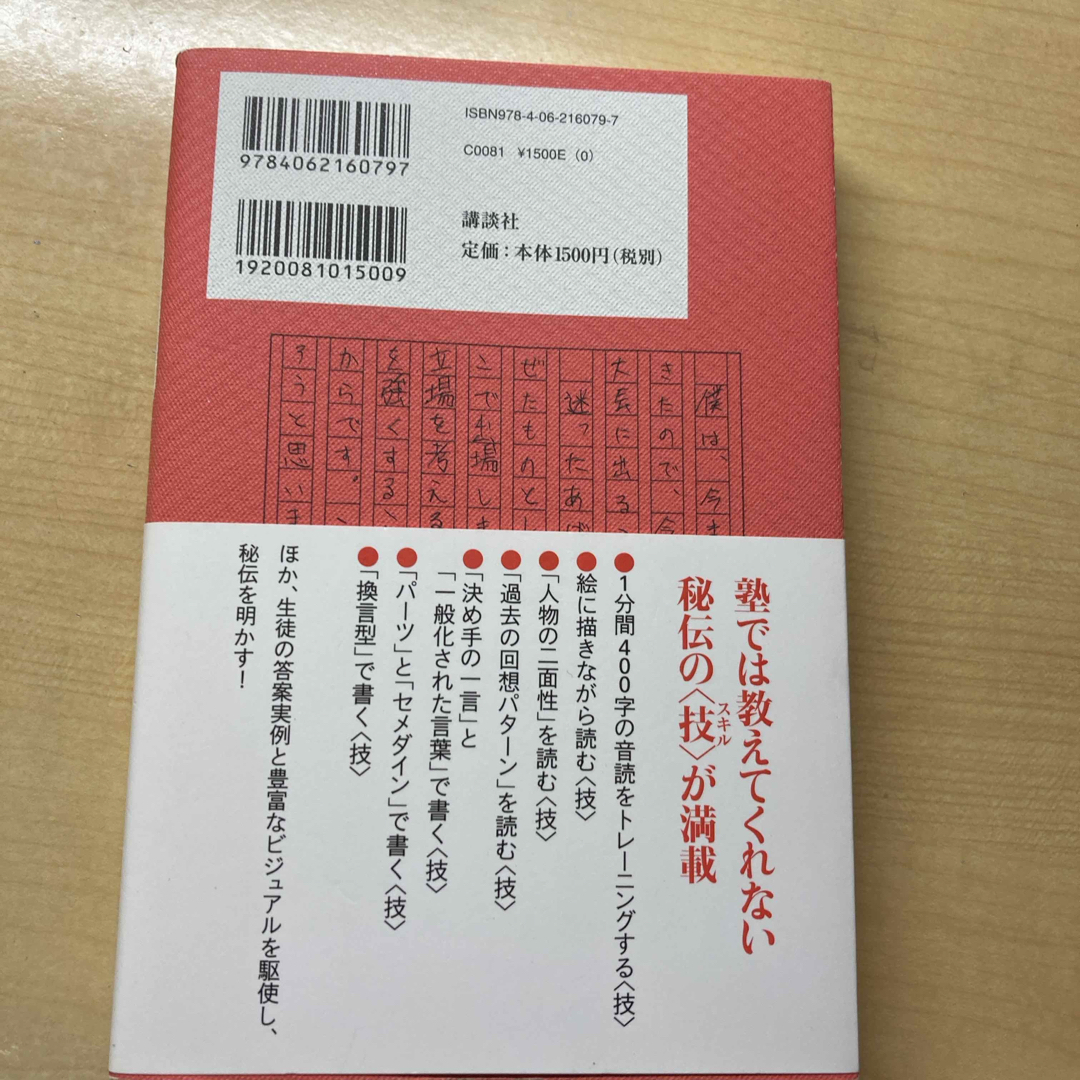 ISBN978-4-06-216079-7
C0081 ¥1500E (0)
9784062160797
講談社
定価：本体1500円（税別）
1920081015009
僕は、今ま
きたので、
大会に出る
迷ったあげ
ぜたものとし
こで登場しま
立場を考える
を強くする
からです。
そうと思いま
塾では教えてくれない
秘伝の〈技〉が満載
スキル
●1分間400字の音読をトレーニングする〈技〉
●絵に描きながら読む〈技〉
●「人物の二面性」を読む〈技〉
●「過去の回想パターン」を読む〈技〉
●「決め手の一言」と
「一般化された言葉」で書く〈技〉
●「パーツ」と「セメダイン」で書く〈技〉
●「換言型」で書く〈技〉
ほか、生徒の答案実例と豊富なビジュアルを駆使し、
秘伝を明かす！